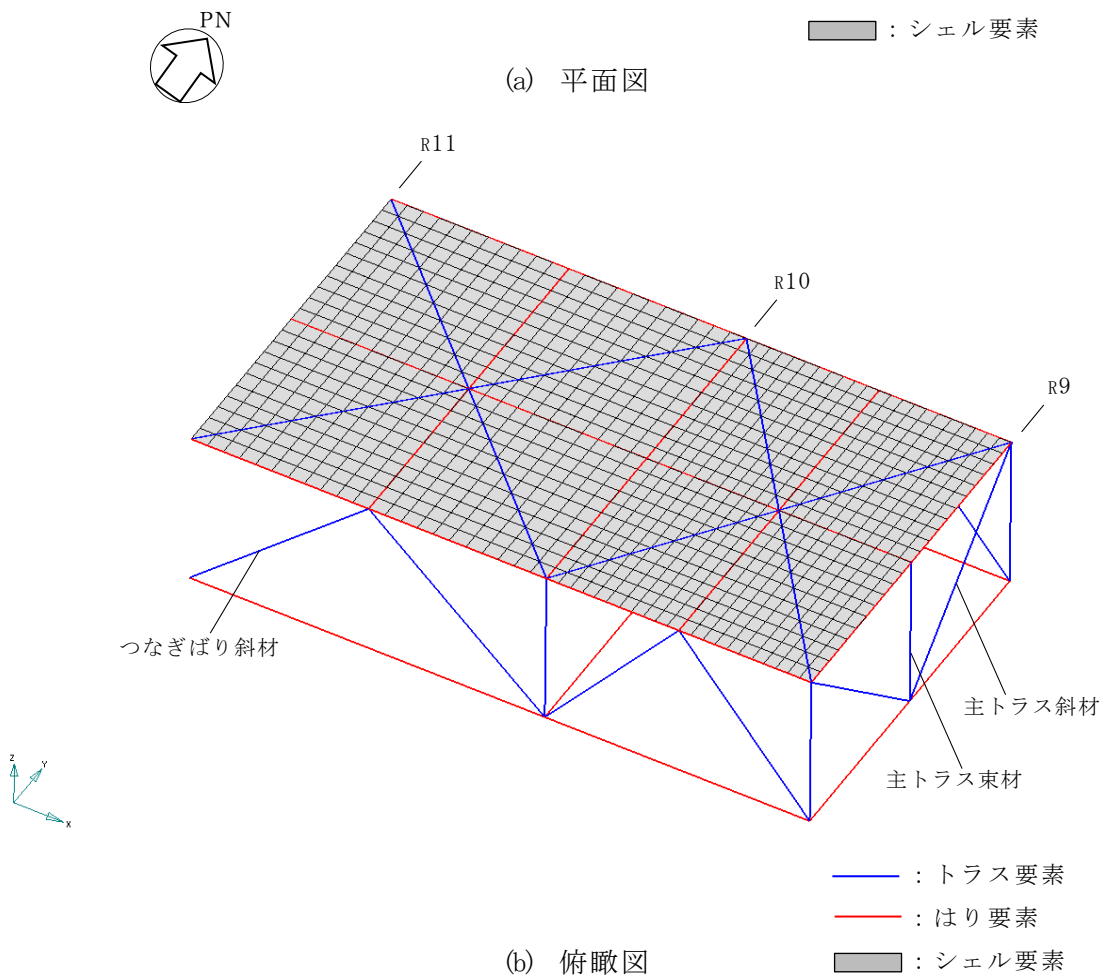 PN
：シェル要素
(a) 平面図
R11
R10
R9
つなぎばり斜材
主トラス斜材
主トラス束材
Z
Y
X
：トラス要素
：はり要素
：シェル要素
(b) 俯瞰図